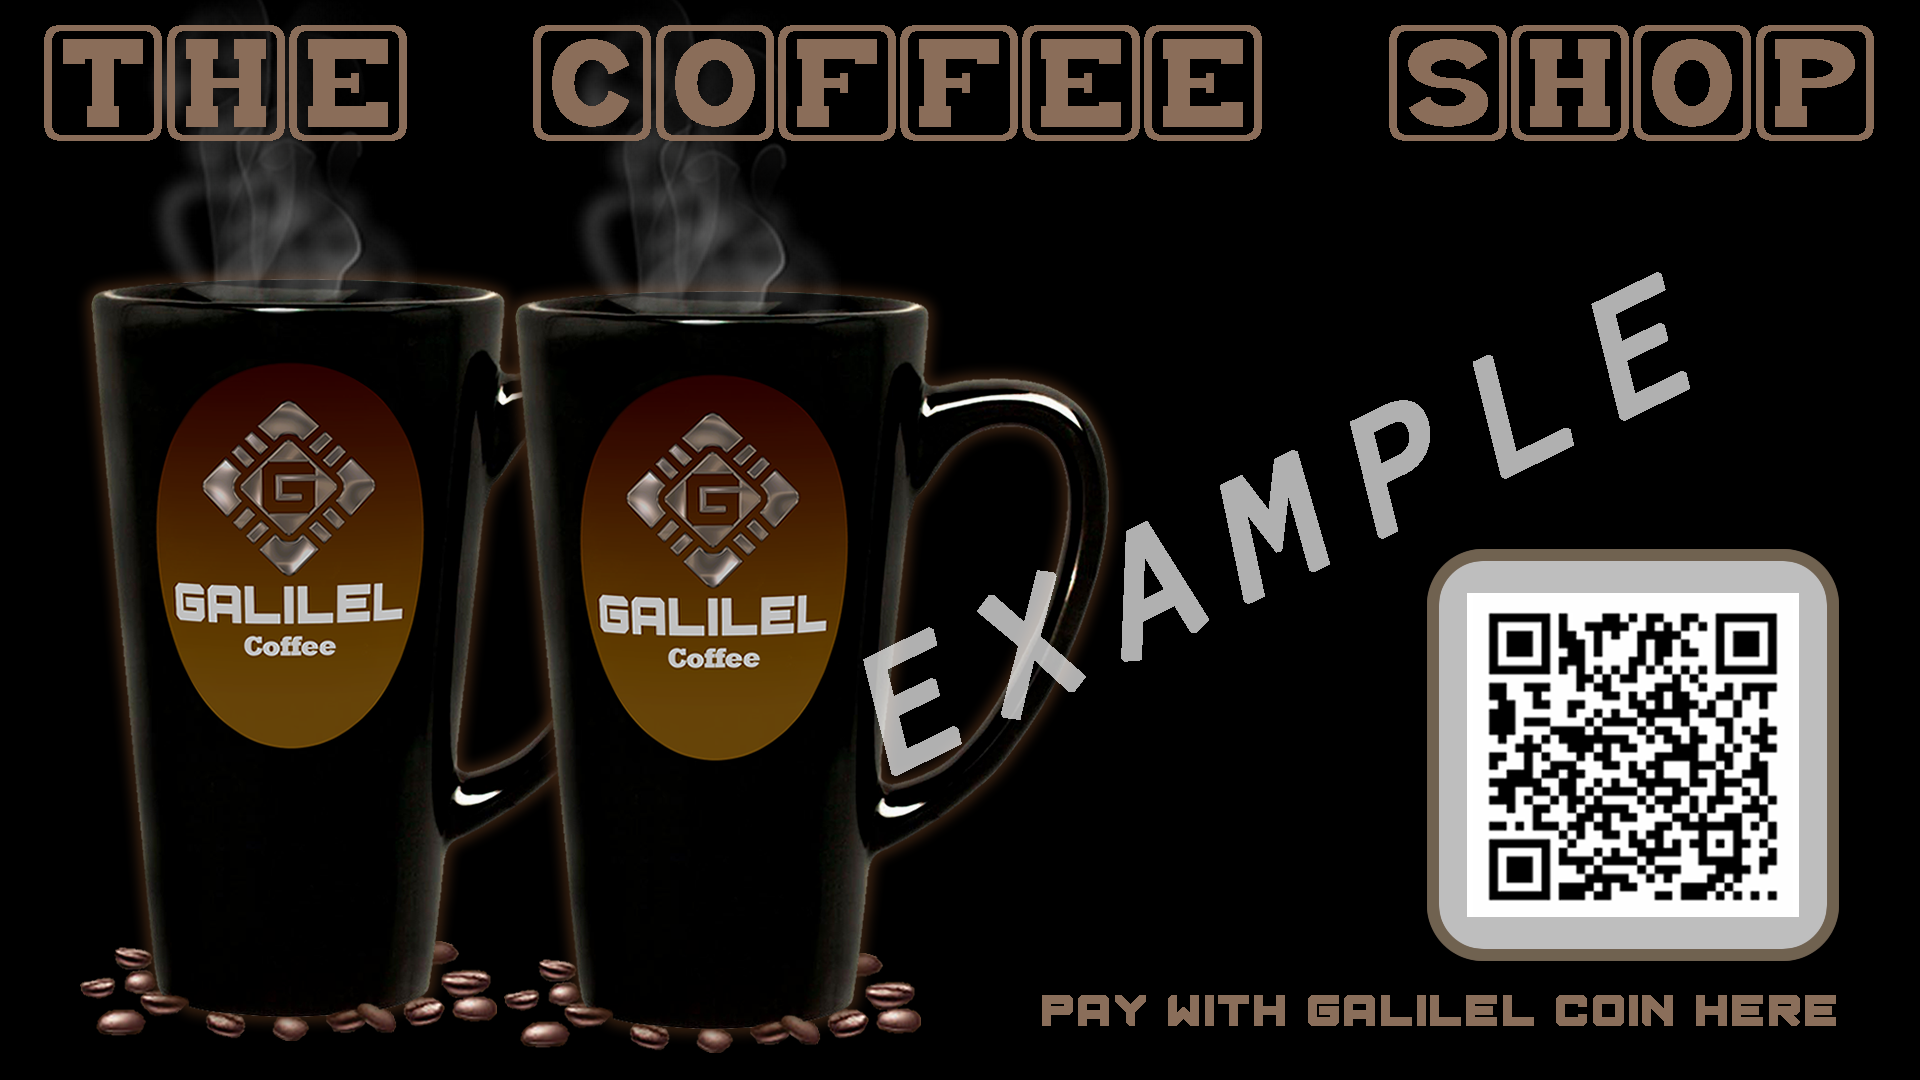 THE COFFEE SHOP
G
GALILEL
Coffee
G
GALILEL
Coffee
EXAMPLE
PAY WITH GALILEL COIN HERE